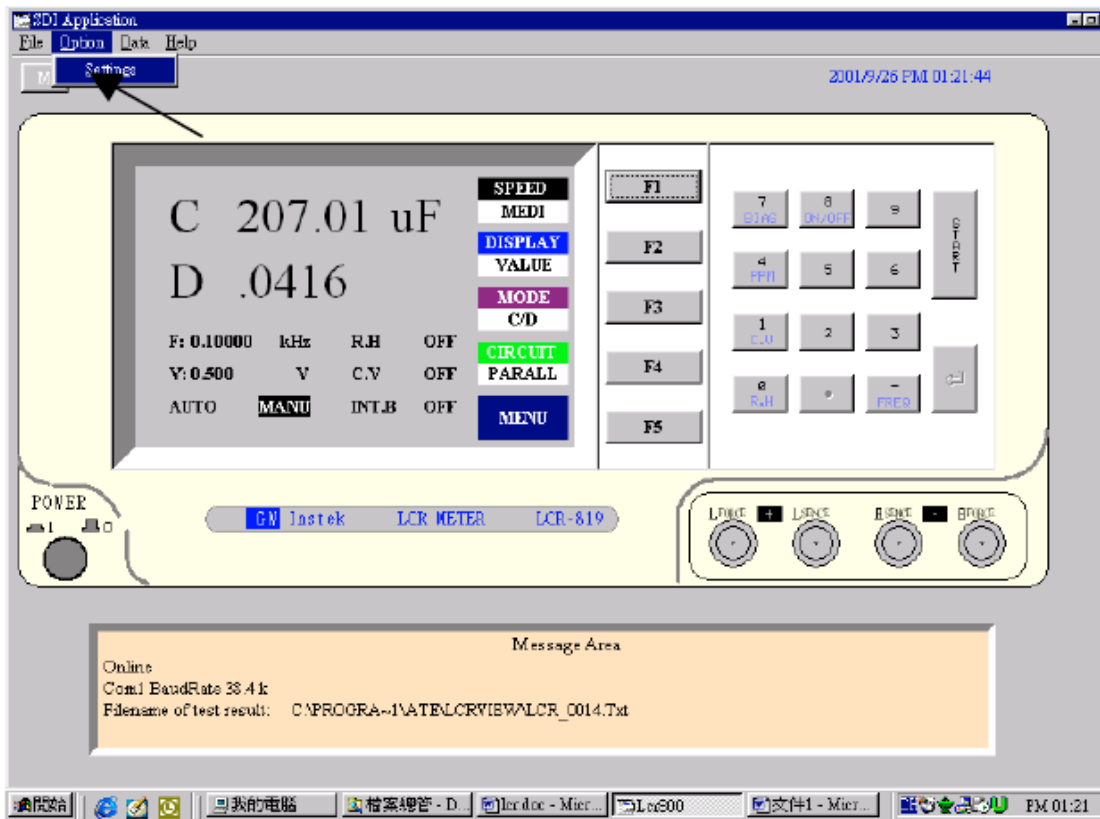 SDI Application
File Option Data Help
Settings
M
2001/9/26 PM 01:21:44
C 207.01 uF
D .0416
F: 0.10000 kHz R.H OFF
V: 0.500 V C.V OFF
AUTO MANU INT.B OFF
SPEED
MEDI
DISPLAY
VALUE
MODE
C/D
CIRCUIT
PARALL
MENU
F1
F2
F3
F4
F5
7 8 9
BIAS ON/OFF
4 5 6
PPM
1 2 3
C.V
0 . -
R.H FREQ
START
POWER
1 0
GW Instek LCR METER LCR-819
LFORCE + LSENCE RSENCE - RFORCE
Message Area
Online
Com1 BaudRate 38.4 k
Filename of test result: C:\PROGRA~1\ATE\LCRVIEW\LCR_0014.Txt
開始 我的電腦 檔案總管 - D... lcr.doc - Micr... Lcr800 文件1 - Micr... PM 01:21